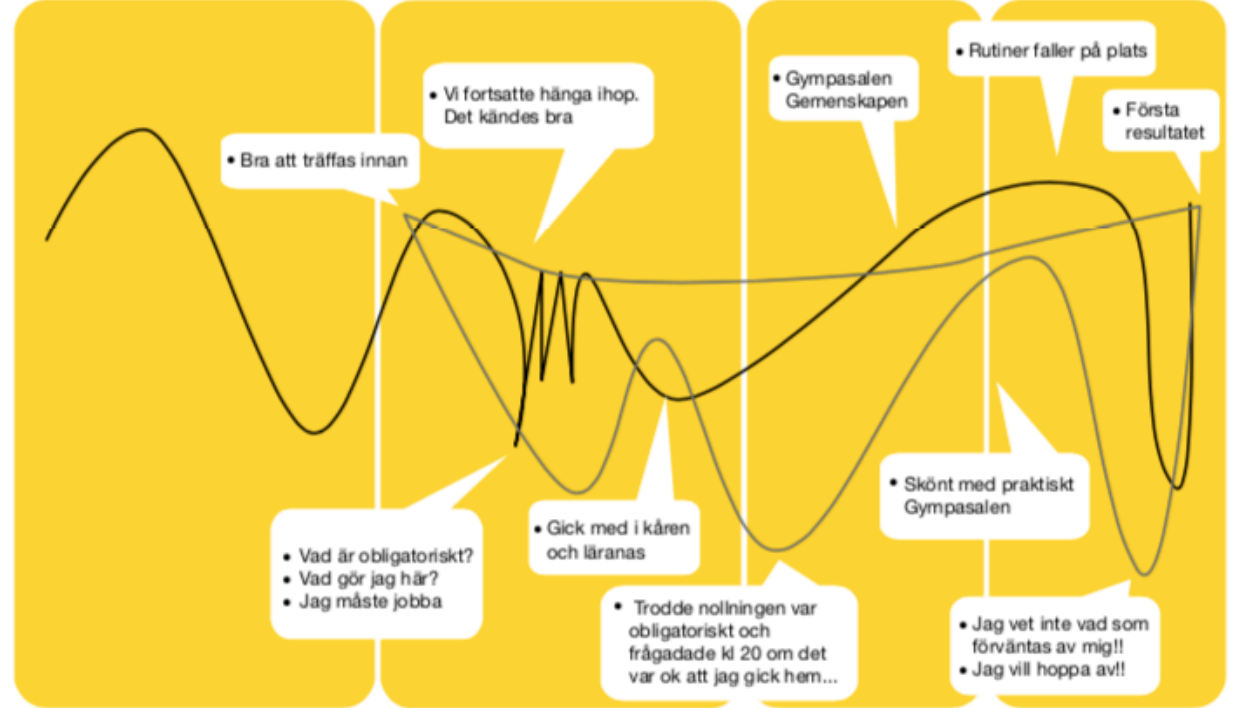 • Rutiner faller på plats
• Vi fortsatte hänga ihop.
Det kändes bra
• Gympasalen
Gemenskapen
• Första
resultatet
• Bra att träffas innan
• Skönt med praktiskt
Gympasalen
• Gick med i kåren
och läranas
• Vad är obligatoriskt?
• Vad gör jag här?
• Jag måste jobba
• Trodde nollningen var
obligatoriskt och
frågadade kl 20 om det
var ok att jag gick hem...
• Jag vet inte vad som
förväntas av mig!!
• Jag vill hoppa av!!